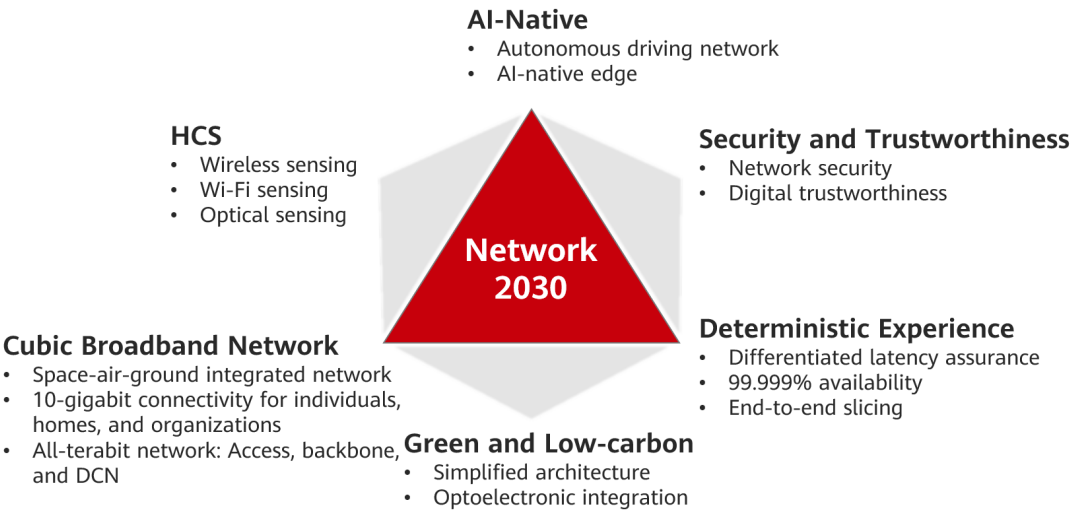 AI-Native
• Autonomous driving network
• AI-native edge
HCS
• Wireless sensing
• Wi-Fi sensing
• Optical sensing
Security and Trustworthiness
• Network security
• Digital trustworthiness
Network
2030
Cubic Broadband Network
• Space-air-ground integrated network
• 10-gigabit connectivity for individuals,
homes, and organizations
• All-terabit network: Access, backbone,
and DCN
Deterministic Experience
• Differentiated latency assurance
• 99.999% availability
• End-to-end slicing
Green and Low-carbon
• Simplified architecture
• Optoelectronic integration